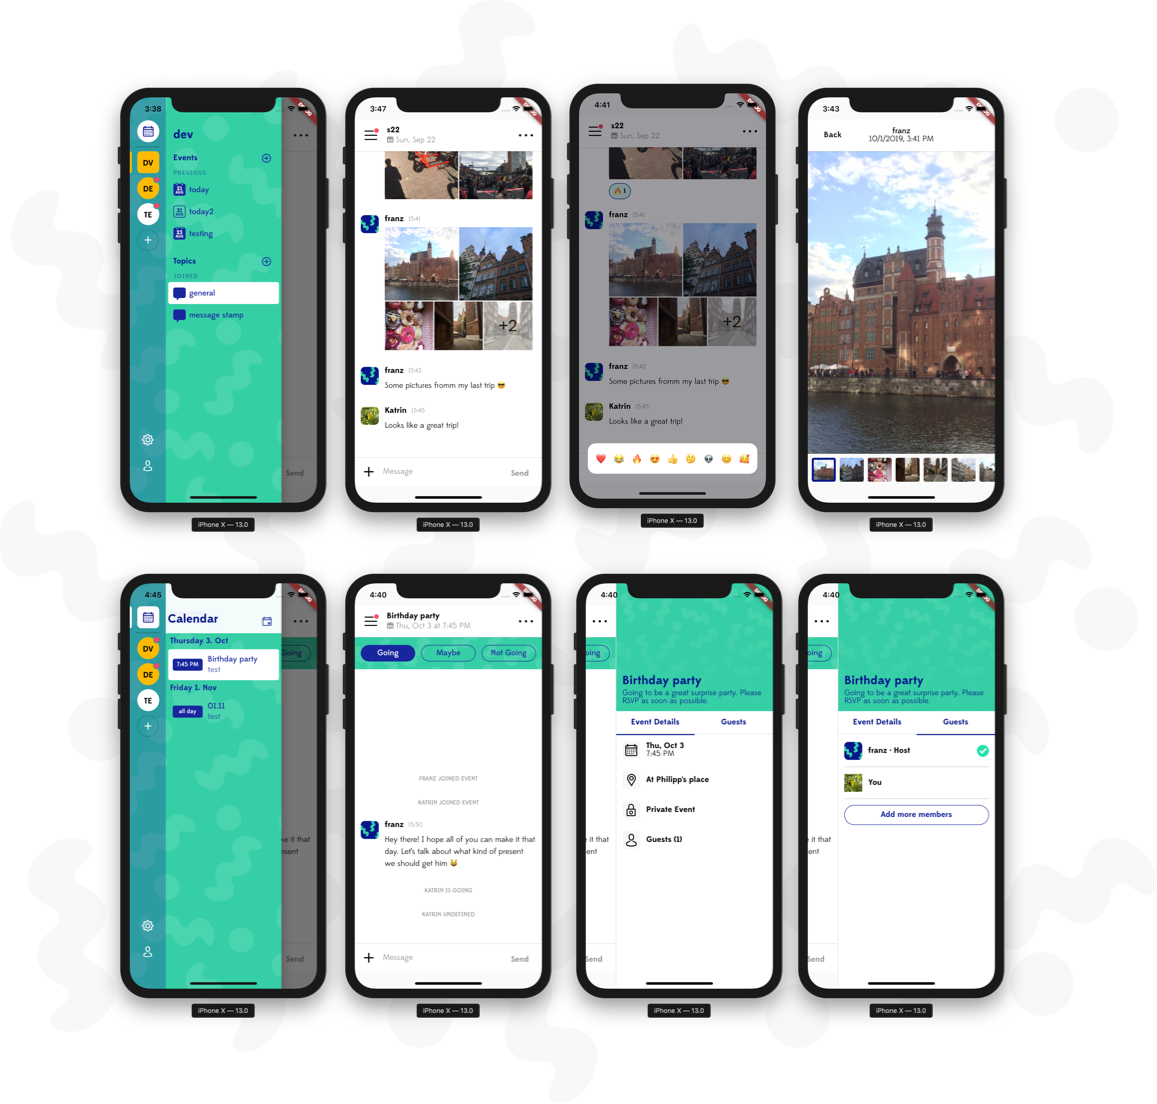 3:38
dev
DV
Events
PREVIOUS
DE
21
AUG
today
TE
21
AUG
today2
23
AUG
testing
Topics
JOINED
general
message stamp
Send
iPhone X — 13.0
3:47
s22
Sun, Sep 22
franz 15:41
+2
franz 15:42
Some pictures fromm my last trip 😎
Katrin 15:45
Looks like a great trip!
Message
Send
iPhone X — 13.0
4:41
s22
Sun, Sep 22
🔥 1
franz 15:41
+2
franz 15:42
Some pictures fromm my last trip 😎
Katrin 15:45
Looks like a great trip!
iPhone X — 13.0
3:43
Back
franz
10/1/2019, 3:41 PM
iPhone X — 13.0
4:45
Calendar
Thursday 3. Oct
DV
7:45 PM
Birthday party
test
DE
Friday 1. Nov
TE
all day
01.11
test
Going
e it that
esent
Send
iPhone X — 13.0
4:40
Birthday party
Thu, Oct 3 at 7:45 PM
Going
Maybe
Not Going
FRANZ JOINED EVENT
KATRIN JOINED EVENT
franz 15:50
Hey there! I hope all of you can make it that
day. Let's talk about what kind of present
we should get him 😸
KATRIN IS GOING
KATRIN UNDEFINED
Message
Send
iPhone X — 13.0
4:40
oing
Birthday party
Going to be a great surprise party. Please
RSVP as soon as possible.
Event Details
Guests
Thu, Oct 3
7:45 PM
At Philipp's place
Private Event
Guests (1)
e it that
ent
Send
iPhone X — 13.0
4:40
oing
Birthday party
Going to be a great surprise party. Please
RSVP as soon as possible.
Event Details
Guests
franz · Host
You
Add more members
e it that
ent
Send
iPhone X — 13.0